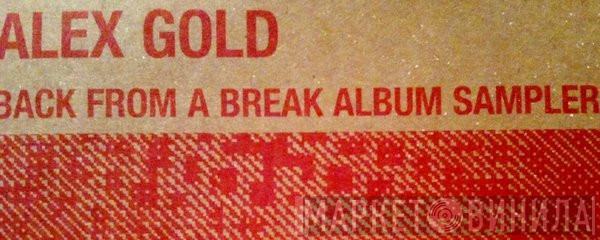 ALEX GOLD
BACK FROM A BREAK ALBUM SAMPLER
МАРКЕТ ВИНИЛА